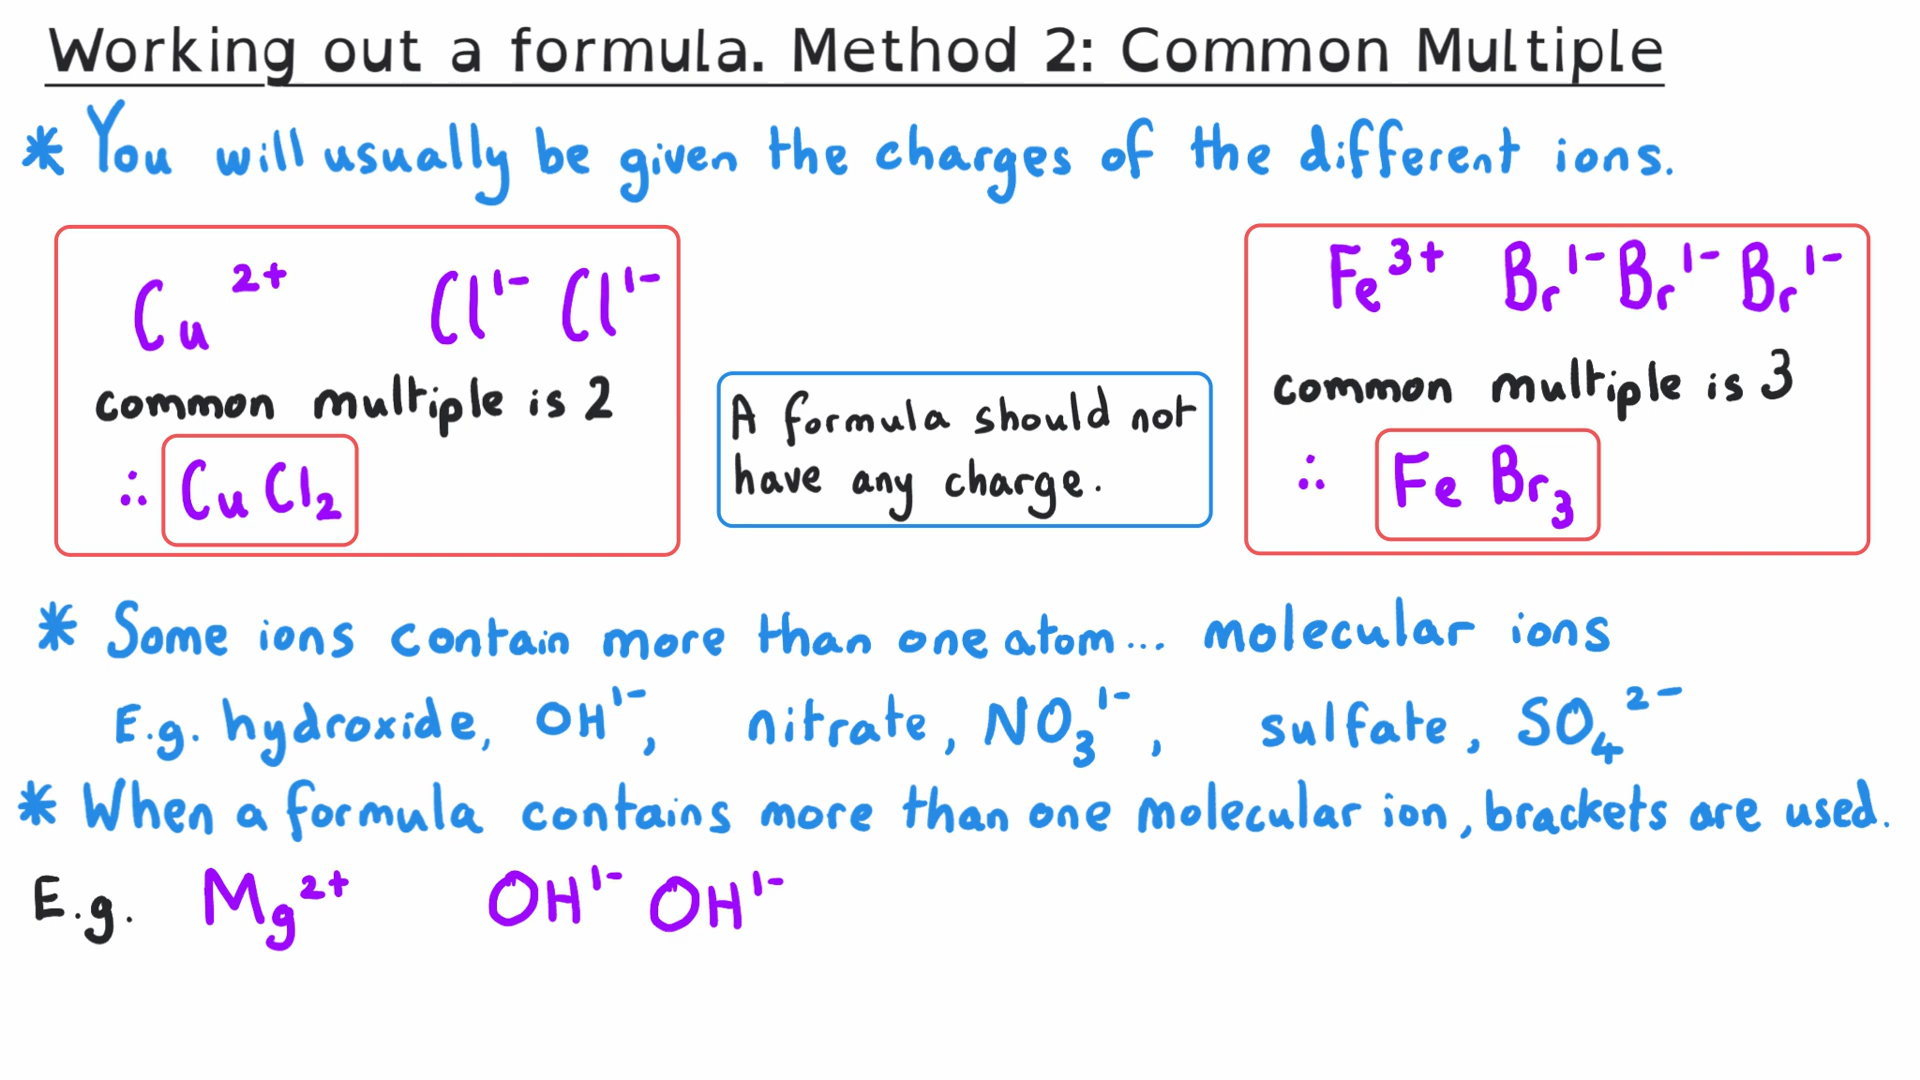 Working out a formula. Method 2: Common Multiple
* You will usually be given the charges of the different ions.
Cu²⁺ Cl¹⁻ Cl¹⁻
common multiple is 2
∴ CuCl₂
A formula should not
have any charge.
Fe³⁺ Br¹⁻ Br¹⁻ Br¹⁻
common multiple is 3
∴ FeBr₃
* Some ions contain more than one atom... molecular ions
E.g. hydroxide, OH¹⁻, nitrate, NO₃¹⁻, sulfate, SO₄²⁻
* When a formula contains more than one molecular ion, brackets are used.
E.g. Mg²⁺ OH¹⁻ OH¹⁻